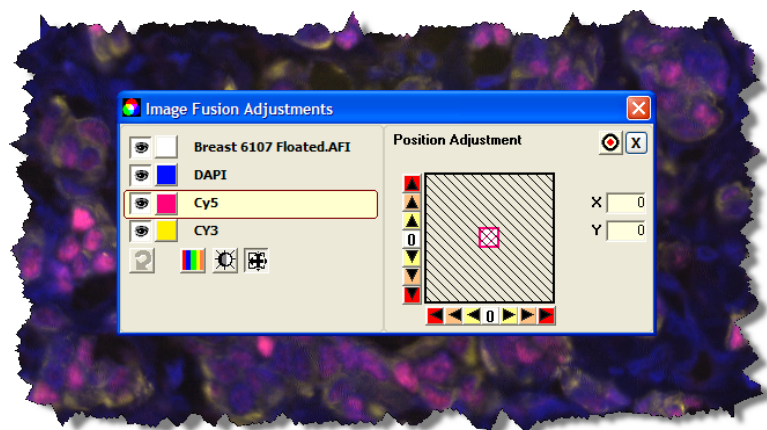 Image Fusion Adjustments
Breast 6107 Floated.AFI
DAPI
Cy5
CY3
Position Adjustment
X
X 0
Y 0
0
0